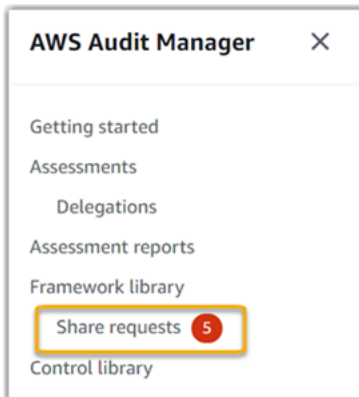 AWS Audit Manager
Getting started
Assessments
Delegations
Assessment reports
Framework library
Share requests 5
Control library